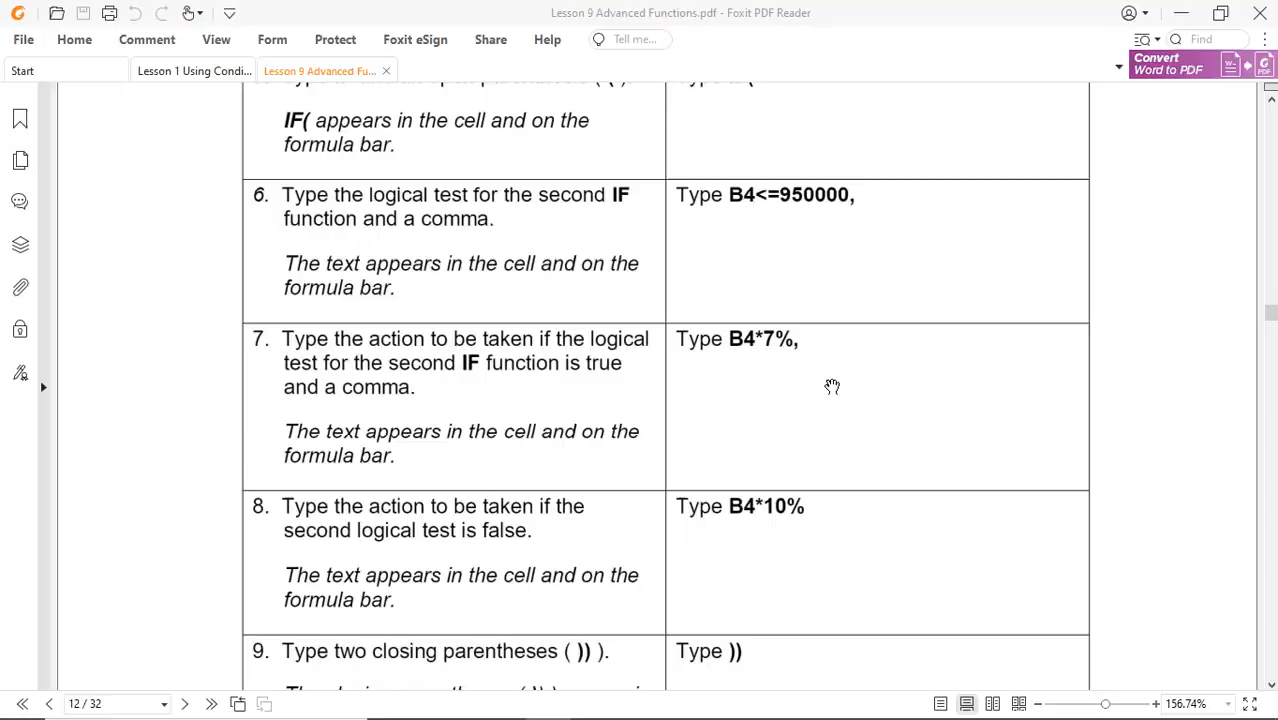 Lesson 9 Advanced Functions.pdf - Foxit PDF Reader
File Home Comment View Form Protect Foxit eSign Share Help Tell me... Find
Start Lesson 1 Using Condi... Lesson 9 Advanced Fu...
Convert
Word to PDF
IF( appears in the cell and on the
formula bar.
6. Type the logical test for the second IF
function and a comma.
The text appears in the cell and on the
formula bar.
Type B4<=950000,
7. Type the action to be taken if the logical
test for the second IF function is true
and a comma.
The text appears in the cell and on the
formula bar.
Type B4*7%,
8. Type the action to be taken if the
second logical test is false.
The text appears in the cell and on the
formula bar.
Type B4*10%
9. Type two closing parentheses ( )) ).
Type ))
12 / 32
156.74%